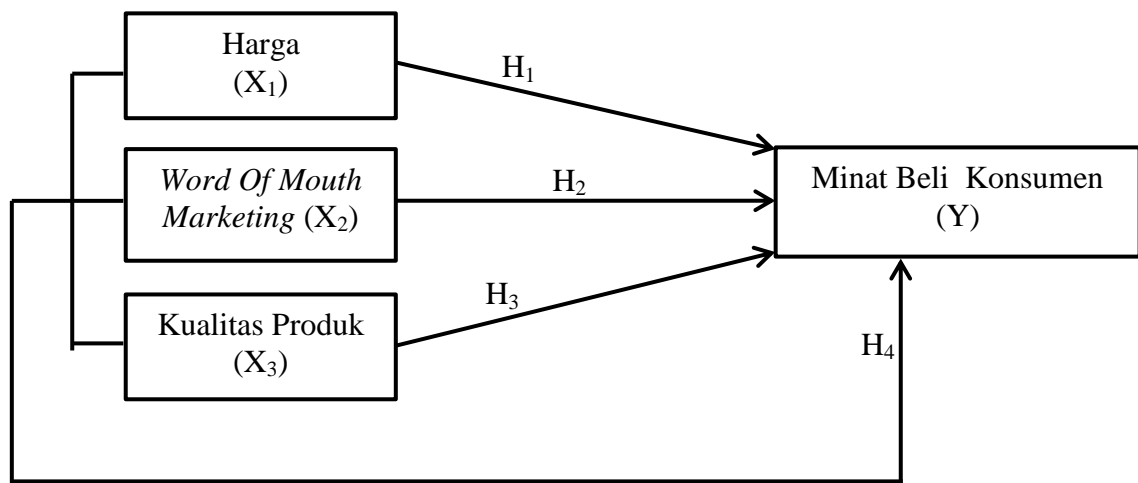 Harga
(X₁)
H₁
Word Of Mouth
Marketing (X₂)
H₂
Minat Beli  Konsumen
(Y)
Kualitas Produk
(X₃)
H₃
H₄